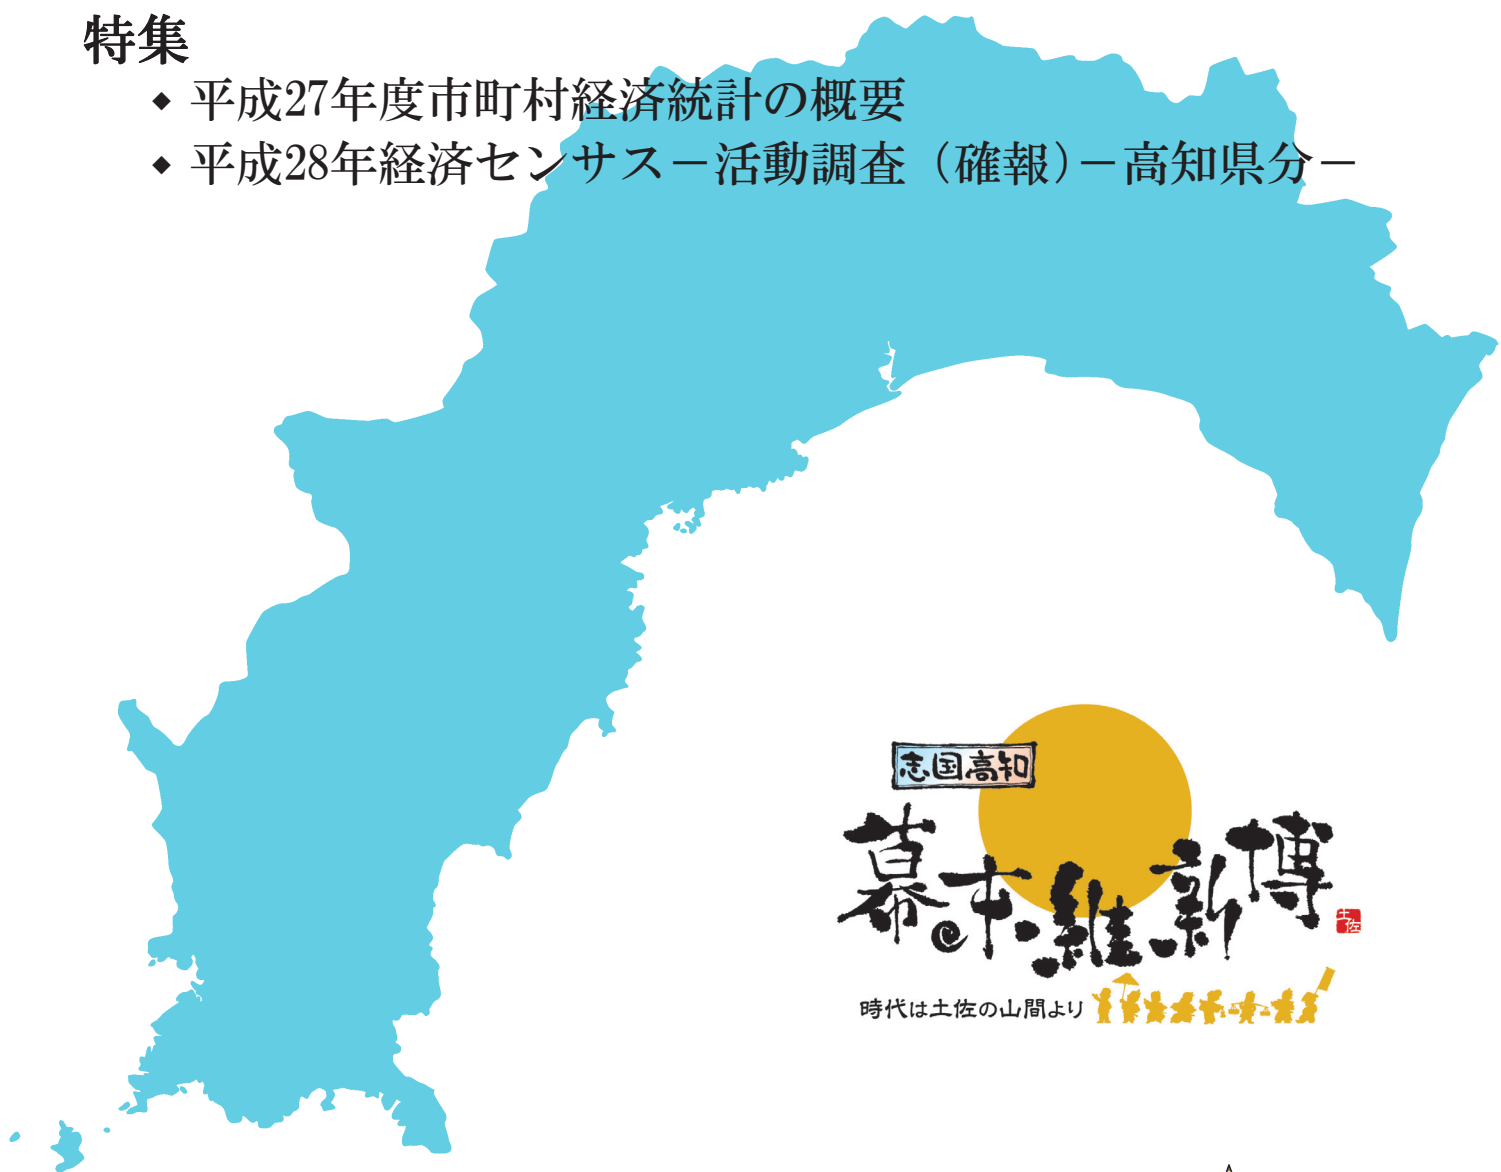 特集
◆ 平成27年度市町村経済統計の概要
◆ 平成28年経済センサス－活動調査（確報）－高知県分－
志国高知
幕末維新博
土佐
時代は土佐の山間より